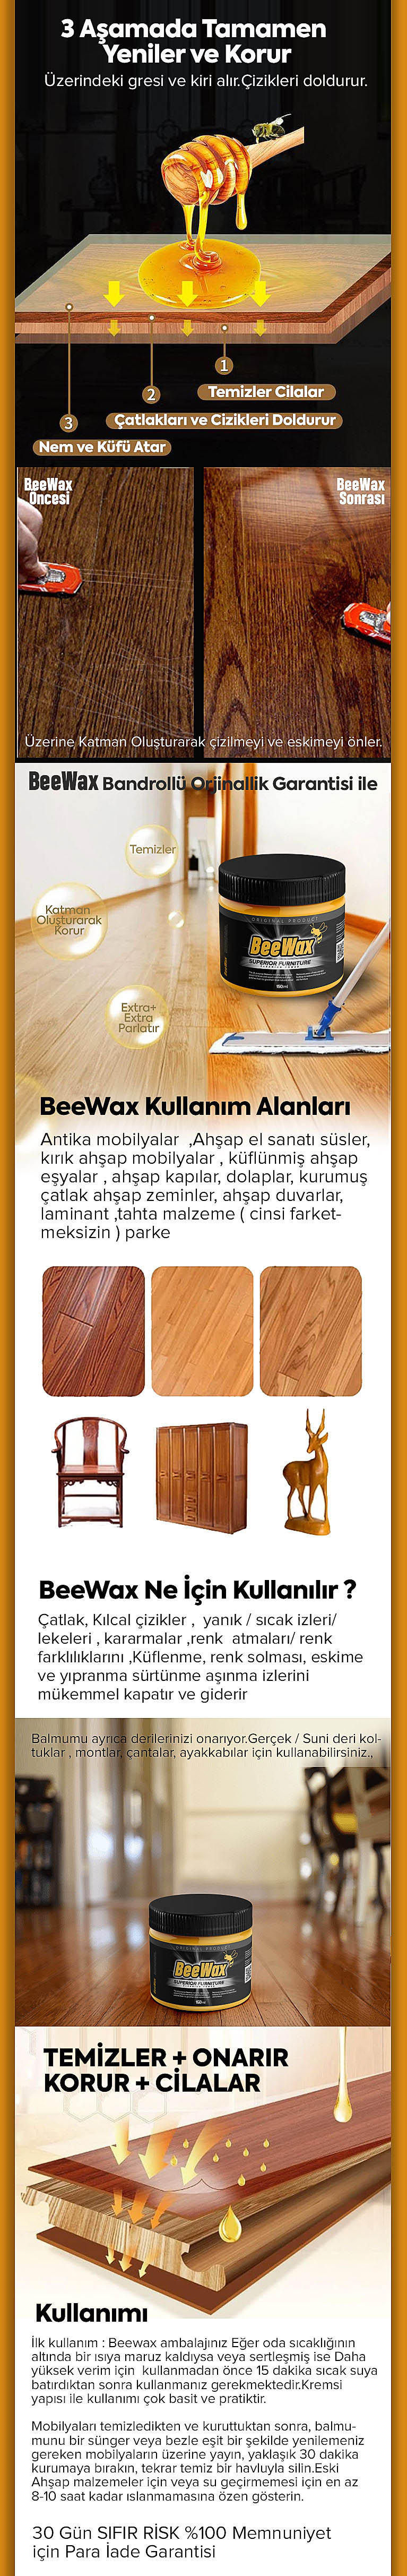 3 Aşamada Tamamen
Yeniler ve Korur
Üzerindeki gresi ve kiri alır.Çizikleri doldurur.
1
Temizler Cilalar
2
Çatlakları ve Cizikleri Doldurur
3
Nem ve Küfü Atar
BeeWax
Öncesi
BeeWax
Sonrası
Üzerine Katman Oluşturarak çizilmeyi ve eskimeyi önler.
BeeWax Bandrollü Orjinallik Garantisi ile
Temizler
Katman
Oluşturarak
Korur
Extra+
Extra
Parlatır
ORIGINAL PRODUCT
BeeWax
SUPERIOR FURNITURE
BeeWax Kullanım Alanları
Antika mobilyalar ,Ahşap el sanatı süsler,
kırık ahşap mobilyalar , küflünmiş ahşap
eşyalar , ahşap kapılar, dolaplar, kurumuş
çatlak ahşap zeminler, ahşap duvarlar,
laminant ,tahta malzeme ( cinsi farket-
meksizin ) parke
BeeWax Ne İçin Kullanılır ?
Çatlak, Kılcal çizikler , yanık / sıcak izleri/
lekeleri , kararmalar ,renk atmaları/ renk
farklılıklarını ,Küflenme, renk solması, eskime
ve yıpranma sürtünme aşınma izlerini
mükemmel kapatır ve giderir
Balmumu ayrıca derilerinizi onarıyor.Gerçek / Suni deri kol-
tuklar , montlar, çantalar, ayakkabılar için kullanabilirsiniz.,
ORIGINAL PRODUCT
BeeWax
SUPERIOR FURNITURE
TEMİZLER + ONARIR
KORUR + CİLALAR
Kullanımı
İlk kullanım : Beewax ambalajınız Eğer oda sıcaklığının
altında bir ısıya maruz kaldıysa veya sertleşmiş ise Daha
yüksek verim için kullanmadan önce 15 dakika sıcak suya
batırdıktan sonra kullanmanız gerekmektedir.Kremsi
yapısı ile kullanımı çok basit ve pratiktir.
Mobilyaları temizledikten ve kuruttuktan sonra, balmu-
munu bir sünger veya bezle eşit bir şekilde yenilemeniz
gereken mobilyaların üzerine yayın, yaklaşık 30 dakika
kurumaya bırakın, tekrar temiz bir havluyla silin.Eski
Ahşap malzemeler için veya su geçirmemesi için en az
8-10 saat kadar ıslanmamasına özen gösterin.
30 Gün SIFIR RİSK %100 Memnuniyet
için Para İade Garantisi